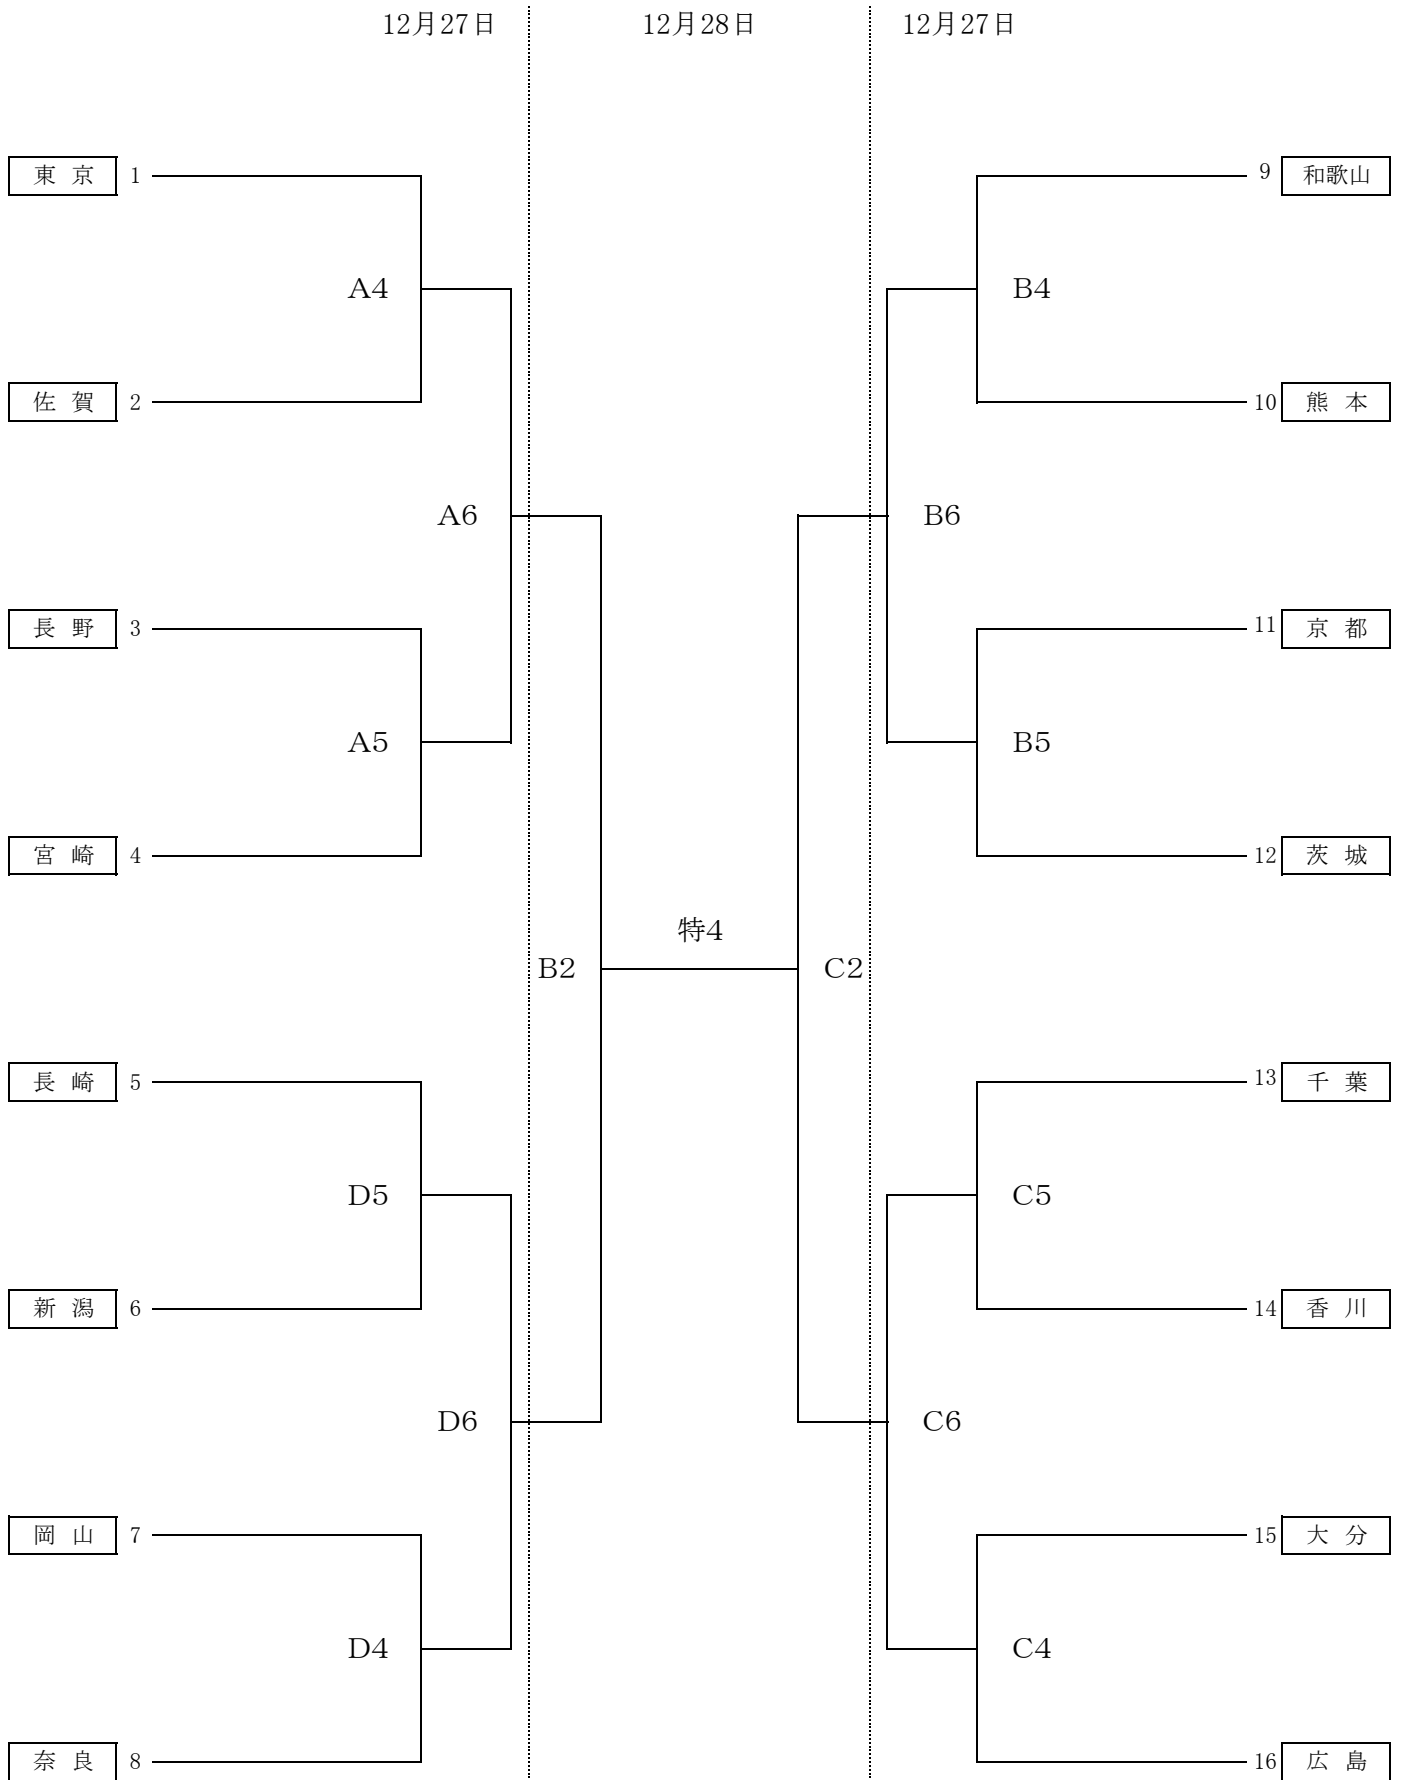 12月27日 12月28日 12月27日
東 京 1 9 和歌山
A4 B4
佐 賀 2 10 熊 本
A6 B6
長 野 3 11 京 都
A5 B5
宮 崎 4 12 茨 城
特4
B2 C2
長 崎 5 13 千 葉
D5 C5
新 潟 6 14 香 川
D6 C6
岡 山 7 15 大 分
D4 C4
奈 良 8 16 広 島